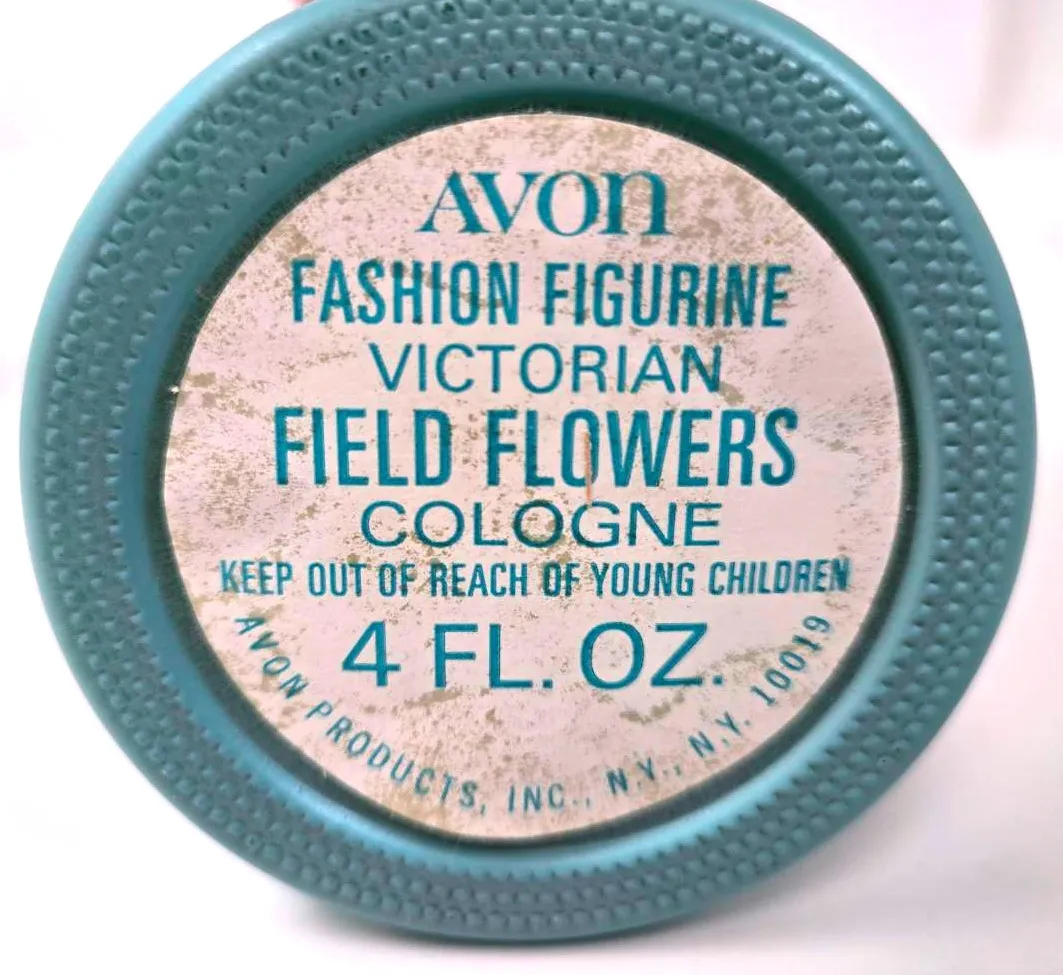 AVON
FASHION FIGURINE
VICTORIAN
FIELD FLOWERS
COLOGNE
KEEP OUT OF REACH OF YOUNG CHILDREN
4 FL. OZ.
AVON PRODUCTS, INC., N.Y., N.Y. 10019